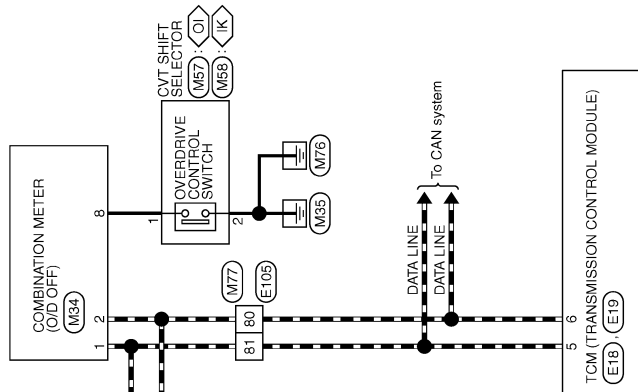 COMBINATION METER
(O/D OFF)
M34
8
2
1
CVT SHIFT
SELECTOR
M57 : OI
M58 : IK
OVERDRIVE
CONTROL
SWITCH
1
2
M76
M35
M77
E105
80
81
To CAN system
DATA LINE
DATA LINE
6
5
TCM (TRANSMISSION CONTROL MODULE)
E18 , E19